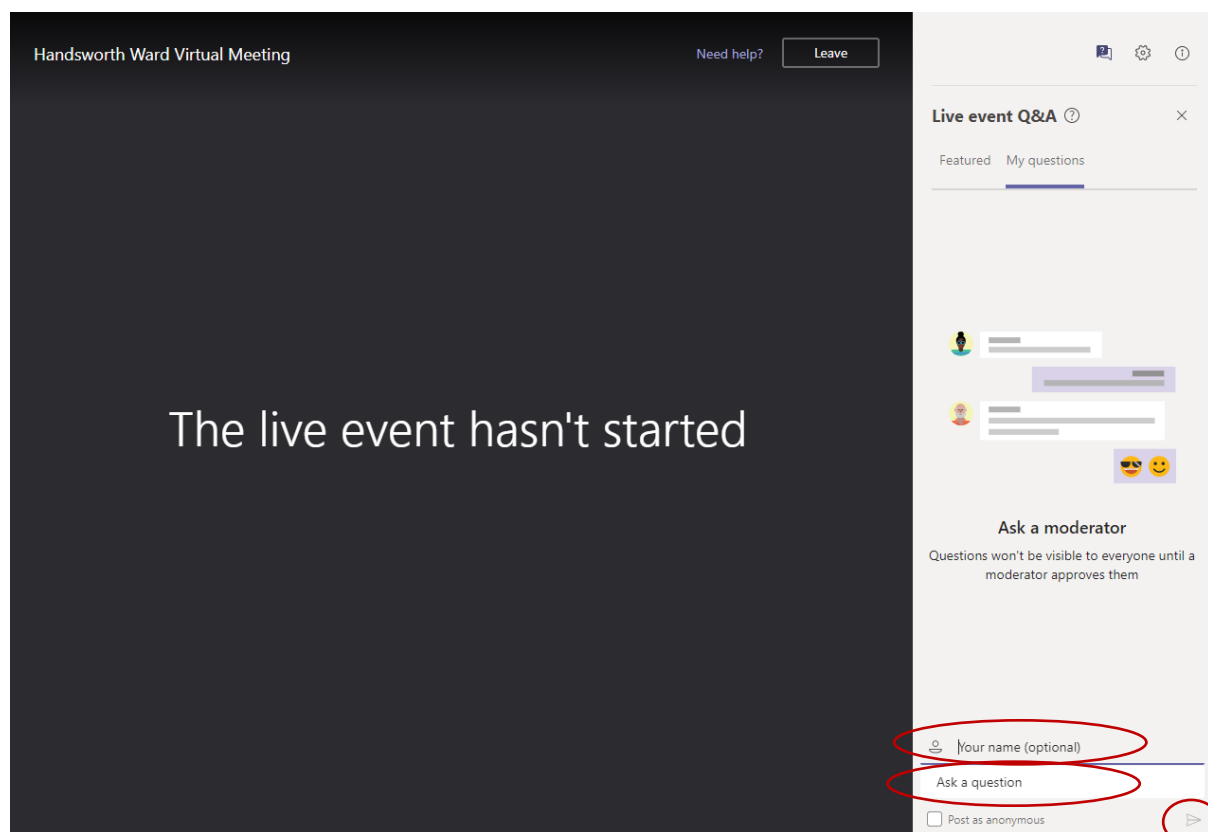 Handsworth Ward Virtual Meeting
Need help?
Leave
Live event Q&A
Featured My questions
The live event hasn't started
Ask a moderator
Questions won't be visible to everyone until a
moderator approves them
Your name (optional)
Ask a question
Post as anonymous